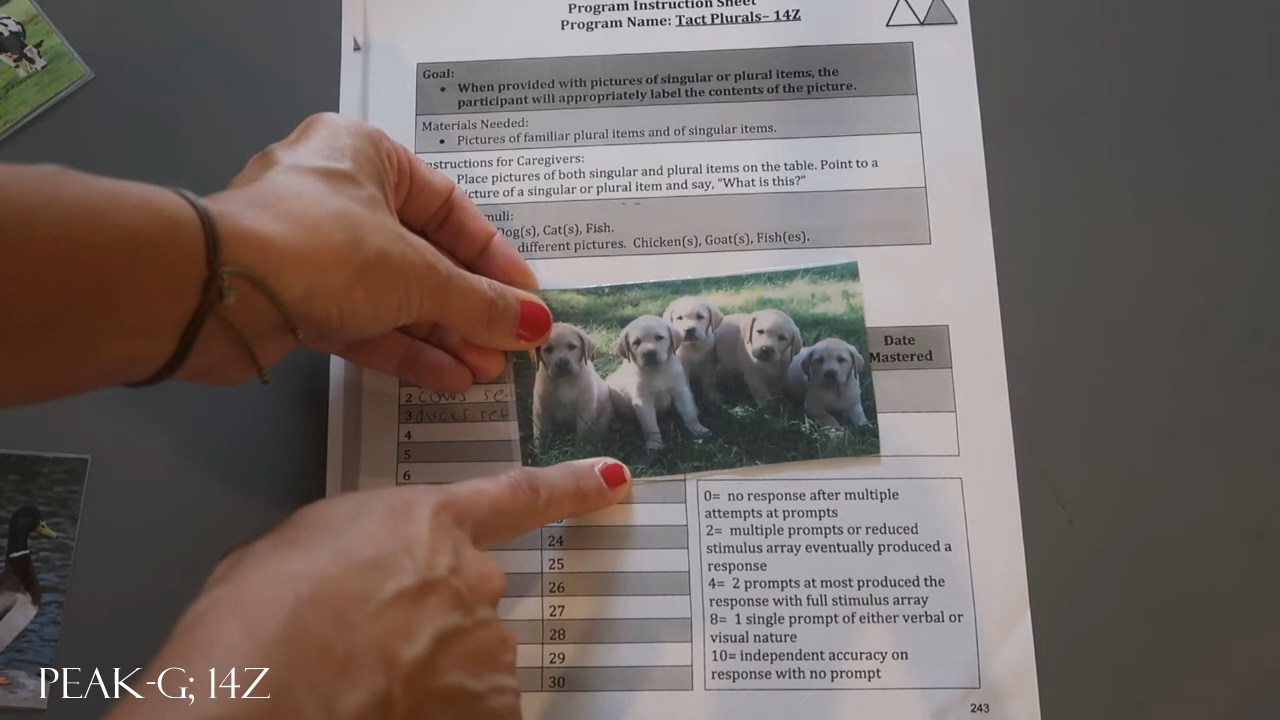 Program Instruction Sheet
Program Name: Tact Plurals– 14Z
Goal:
• When provided with pictures of singular or plural items, the
participant will appropriately label the contents of the picture.
Materials Needed:
• Pictures of familiar plural items and of singular items.
nstructions for Caregivers:
Place pictures of both singular and plural items on the table. Point to a
icture of a singular or plural item and say, "What is this?"
muli:
Dog(s), Cat(s), Fish.
different pictures. Chicken(s), Goat(s), Fish(es).
Date
Mastered
2 cows se
3 ducks set
4
5
6
24
25
26
27
28
29
30
0= no response after multiple
attempts at prompts
2= multiple prompts or reduced
stimulus array eventually produced a
response
4= 2 prompts at most produced the
response with full stimulus array
8= 1 single prompt of either verbal or
visual nature
10= independent accuracy on
response with no prompt
243
PEAK-G; 14Z